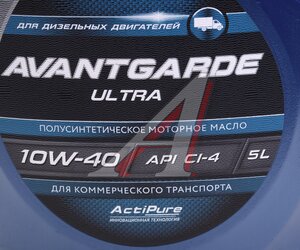 ДЛЯ ДИЗЕЛЬНЫХ ДВИГАТЕЛЕЙ
AVANTGARDE
ULTRA
ПОЛУСИНТЕТИЧЕСКОЕ МОТОРНОЕ МАСЛО
10W-40 API CI-4 5L
ДЛЯ КОММЕРЧЕСКОГО ТРАНСПОРТА
ActiPure
ИННОВАЦИОННАЯ ТЕХНОЛОГИЯ